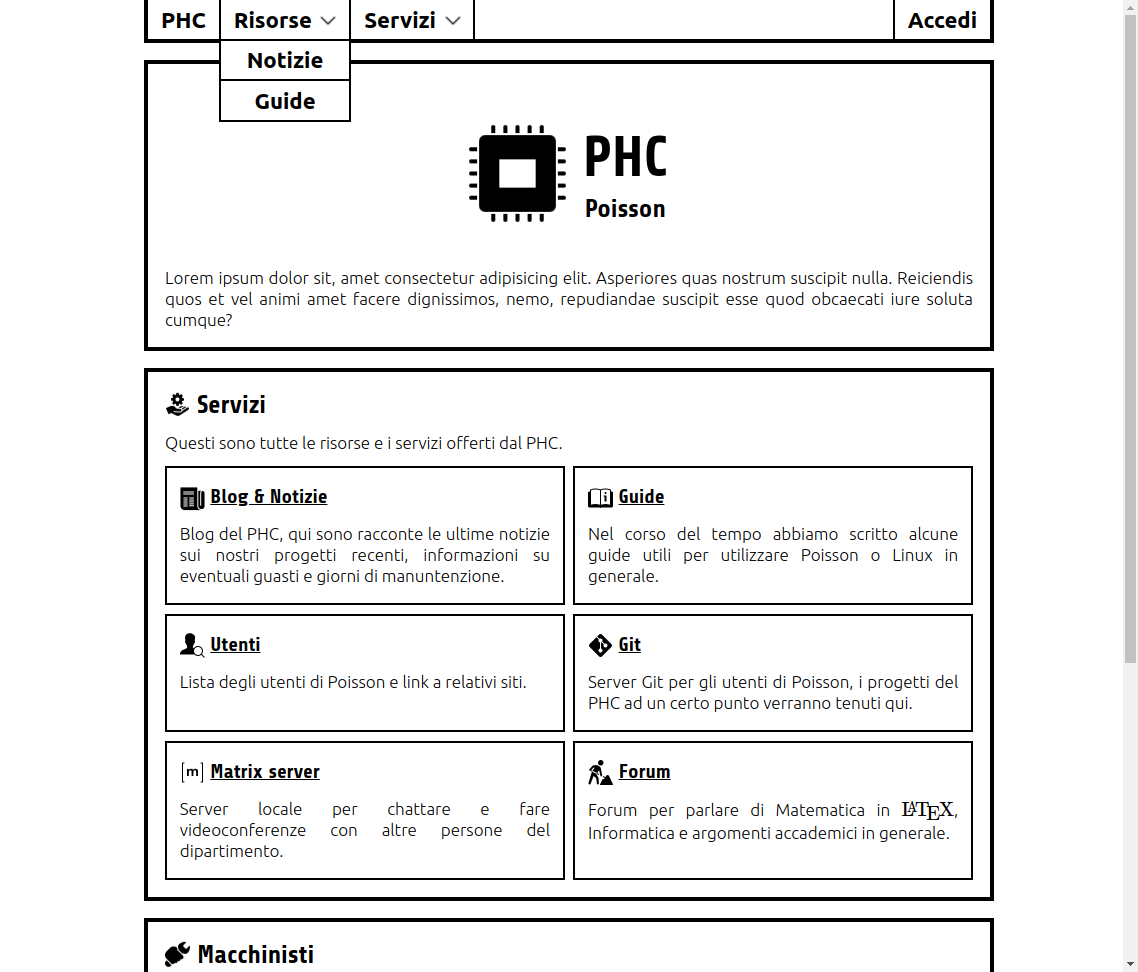 PHC Risorse Servizi Accedi
Notizie
Guide
PHC
Poisson
Lorem ipsum dolor sit, amet consectetur adipisicing elit. Asperiores quas nostrum suscipit nulla. Reiciendis
quos et vel animi amet facere dignissimos, nemo, repudiandae suscipit esse quod obcaecati iure soluta
cumque?
Servizi
Questi sono tutte le risorse e i servizi offerti dal PHC.
Blog & Notizie
Blog del PHC, qui sono racconte le ultime notizie
sui nostri progetti recenti, informazioni su
eventuali guasti e giorni di manuntenzione.
Guide
Nel corso del tempo abbiamo scritto alcune
guide utili per utilizzare Poisson o Linux in
generale.
Utenti
Lista degli utenti di Poisson e link a relativi siti.
Git
Server Git per gli utenti di Poisson, i progetti del
PHC ad un certo punto verranno tenuti qui.
[m] Matrix server
Server locale per chattare e fare
videoconferenze con altre persone del
dipartimento.
Forum
Forum per parlare di Matematica in LATEX,
Informatica e argomenti accademici in generale.
Macchinisti